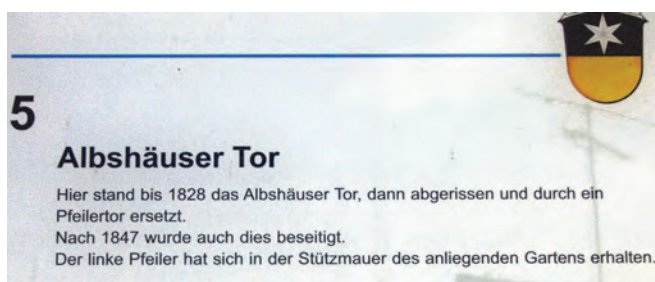 5
Albshäuser Tor
Hier stand bis 1828 das Albshäuser Tor, dann abgerissen und durch ein
Pfeilertor ersetzt.
Nach 1847 wurde auch dies beseitigt.
Der linke Pfeiler hat sich in der Stützmauer des anliegenden Gartens erhalten.